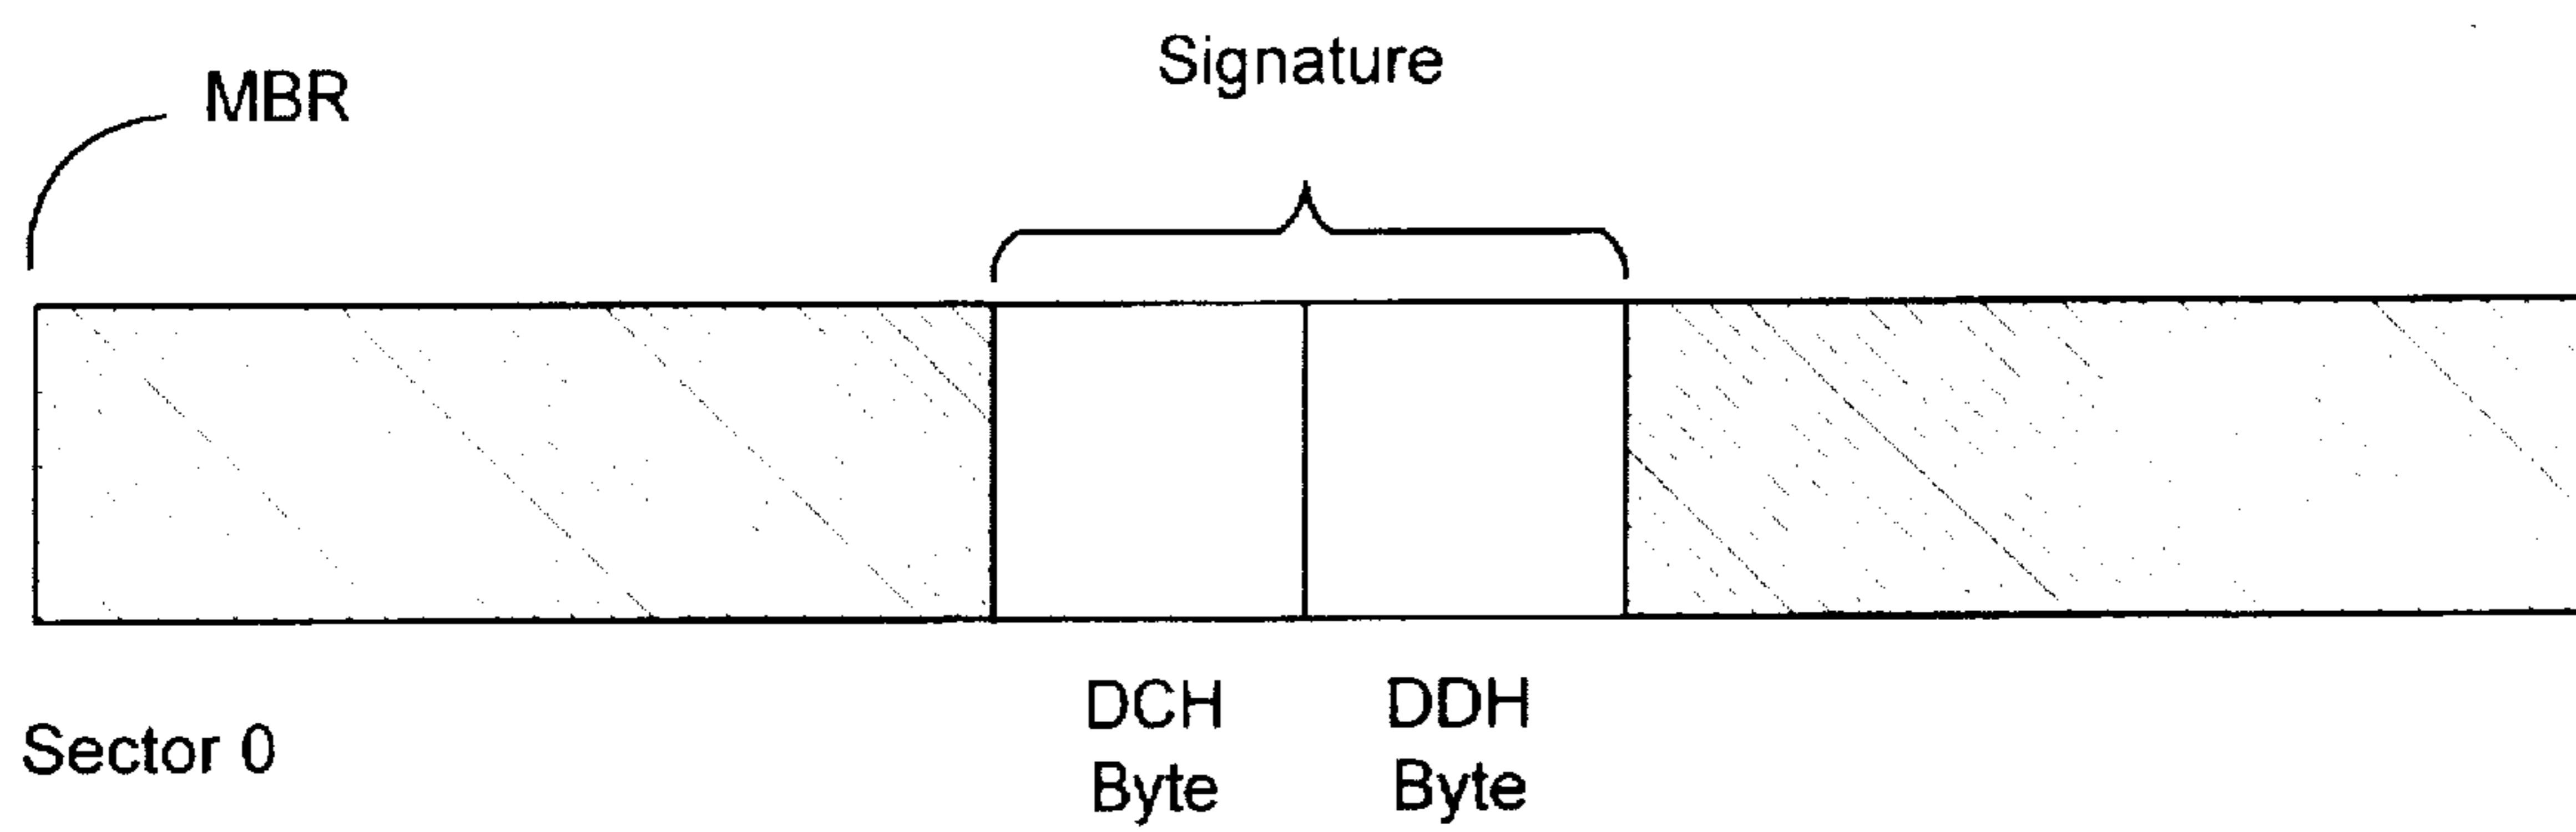 Signature
MBR
DCH
Byte
DDH
Byte
Sector 0